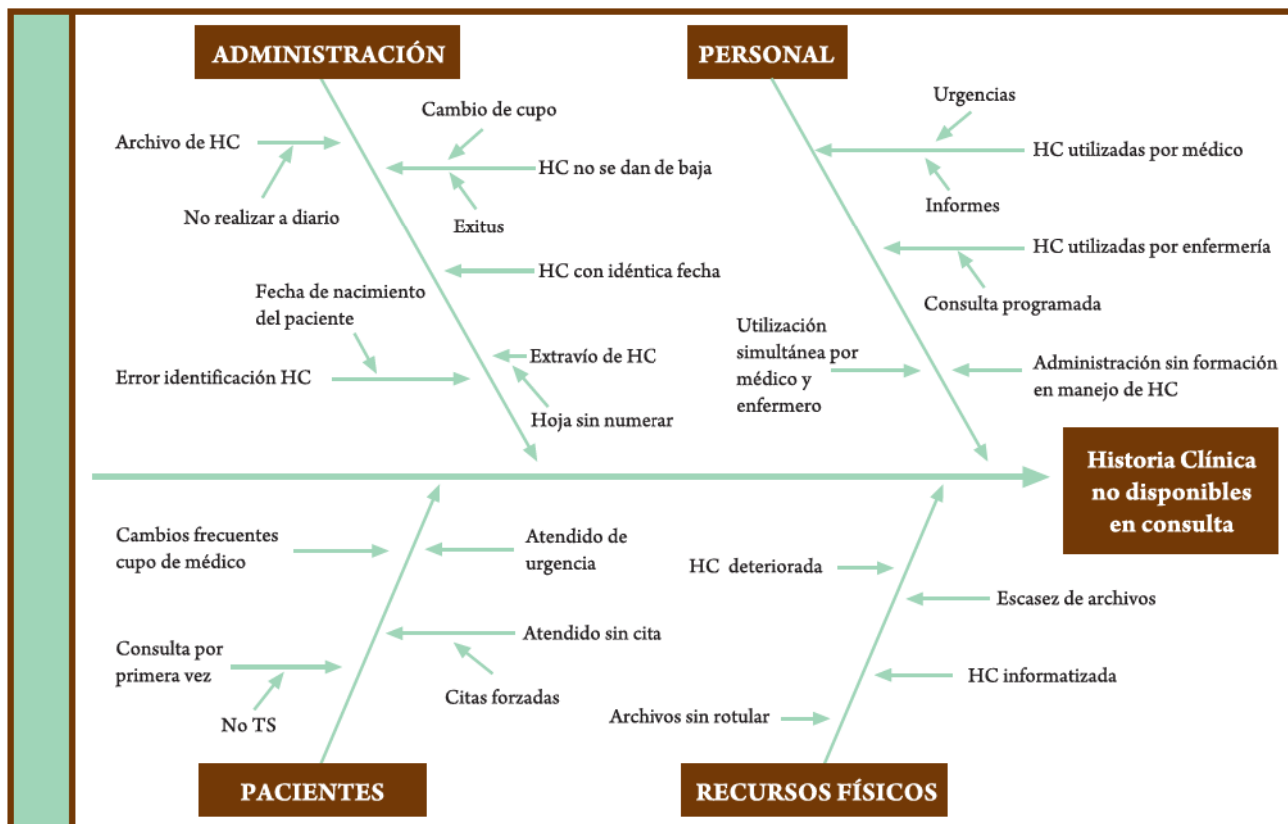 ADMINISTRACIÓN
PERSONAL
Cambio de cupo
Urgencias
Archivo de HC
HC no se dan de baja
HC utilizadas por médico
No realizar a diario
Exitus
Informes
HC con idéntica fecha
HC utilizadas por enfermería
Fecha de nacimiento
del paciente
Consulta programada
Error identificación HC
Extravío de HC
Hoja sin numerar
Utilización
simultánea por
médico y
enfermero
Administración sin formación
en manejo de HC
Historia Clínica
no disponibles
en consulta
Cambios frecuentes
cupo de médico
Atendido de
urgencia
HC deteriorada
Escasez de archivos
Consulta por
primera vez
Atendido sin cita
HC informatizada
No TS
Citas forzadas
Archivos sin rotular
PACIENTES
RECURSOS FÍSICOS